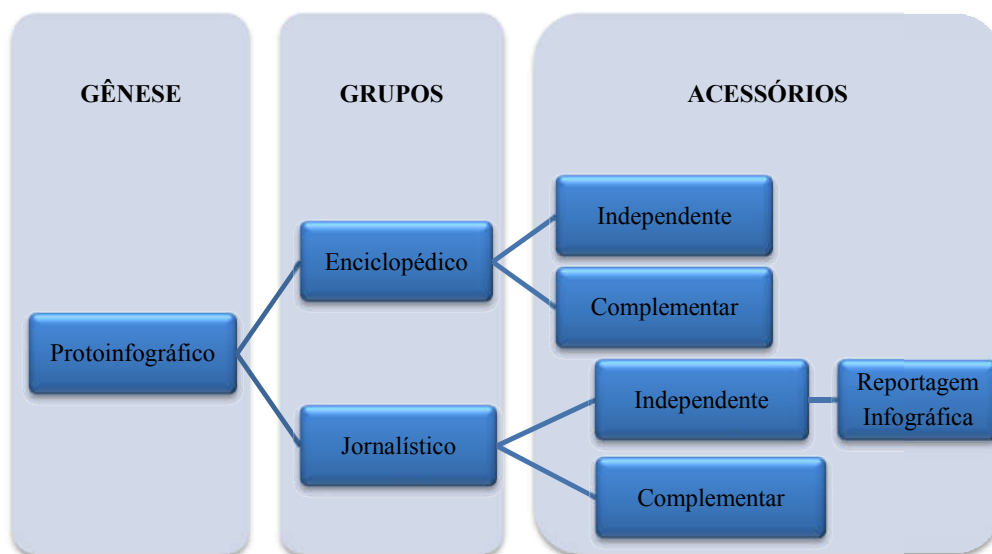 GÊNESE
GRUPOS
ACESSÓRIOS
Protoinfográfico
Enciclopédico
Independente
Complementar
Jornalístico
Independente
Reportagem
Infográfica
Complementar